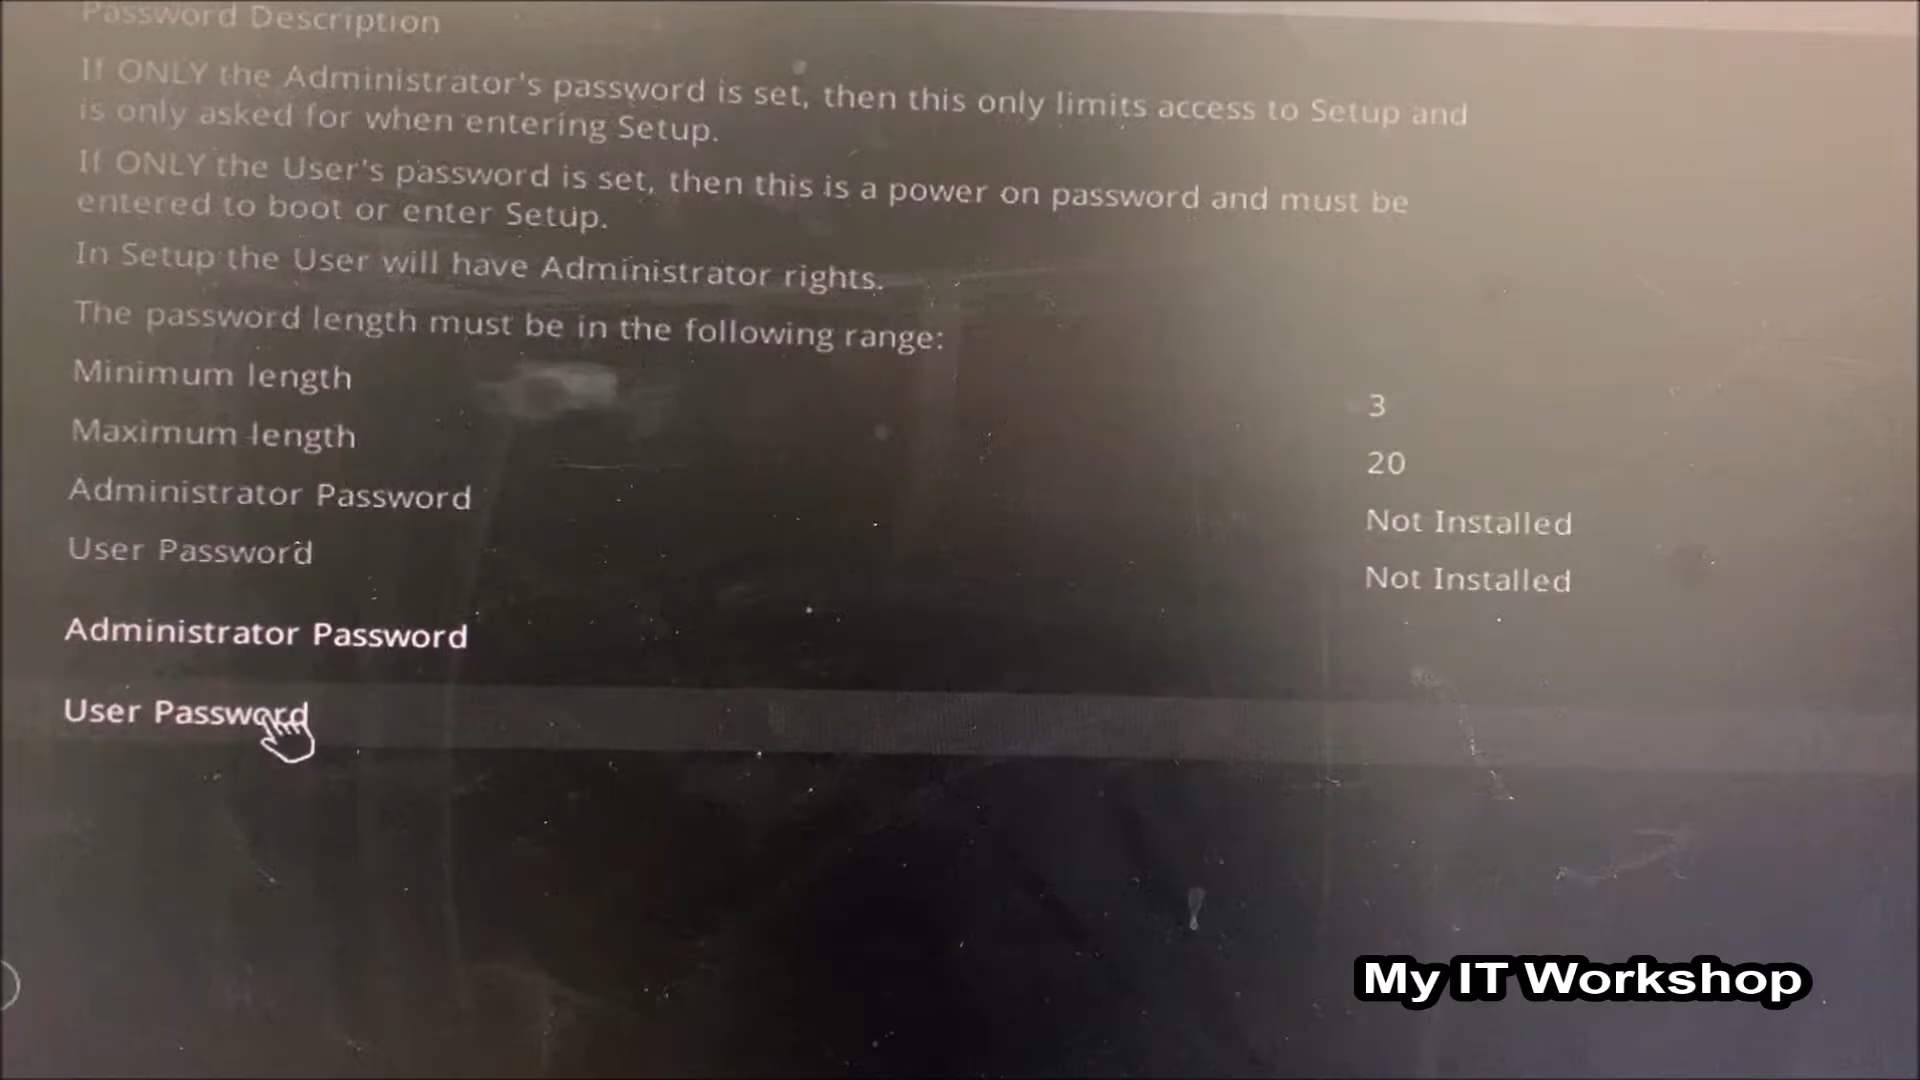 Password Description
If ONLY the Administrator's password is set, then this only limits access to Setup and
is only asked for when entering Setup.
If ONLY the User's password is set, then this is a power on password and must be
entered to boot or enter Setup.
In Setup the User will have Administrator rights.
The password length must be in the following range:
Minimum length 3
Maximum length 20
Administrator Password Not Installed
User Password Not Installed
Administrator Password
User Password
My IT Workshop